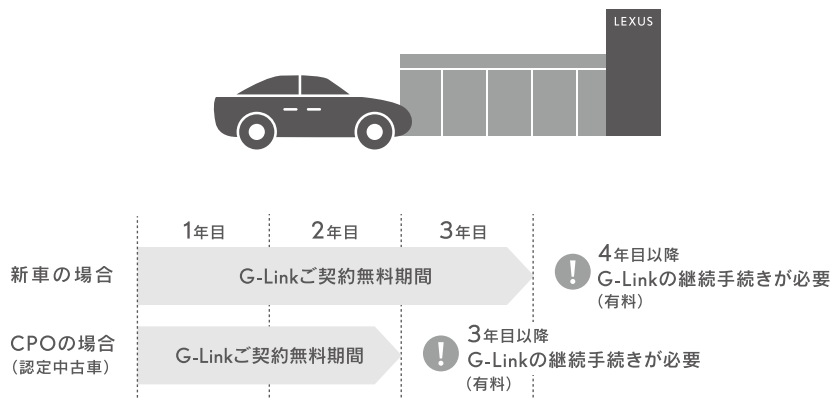 LEXUS
1年目
2年目
3年目
新車の場合
G-Linkご契約無料期間
4年目以降
G-Linkの継続手続きが必要
(有料)
CPOの場合
(認定中古車)
G-Linkご契約無料期間
3年目以降
G-Linkの継続手続きが必要
(有料)